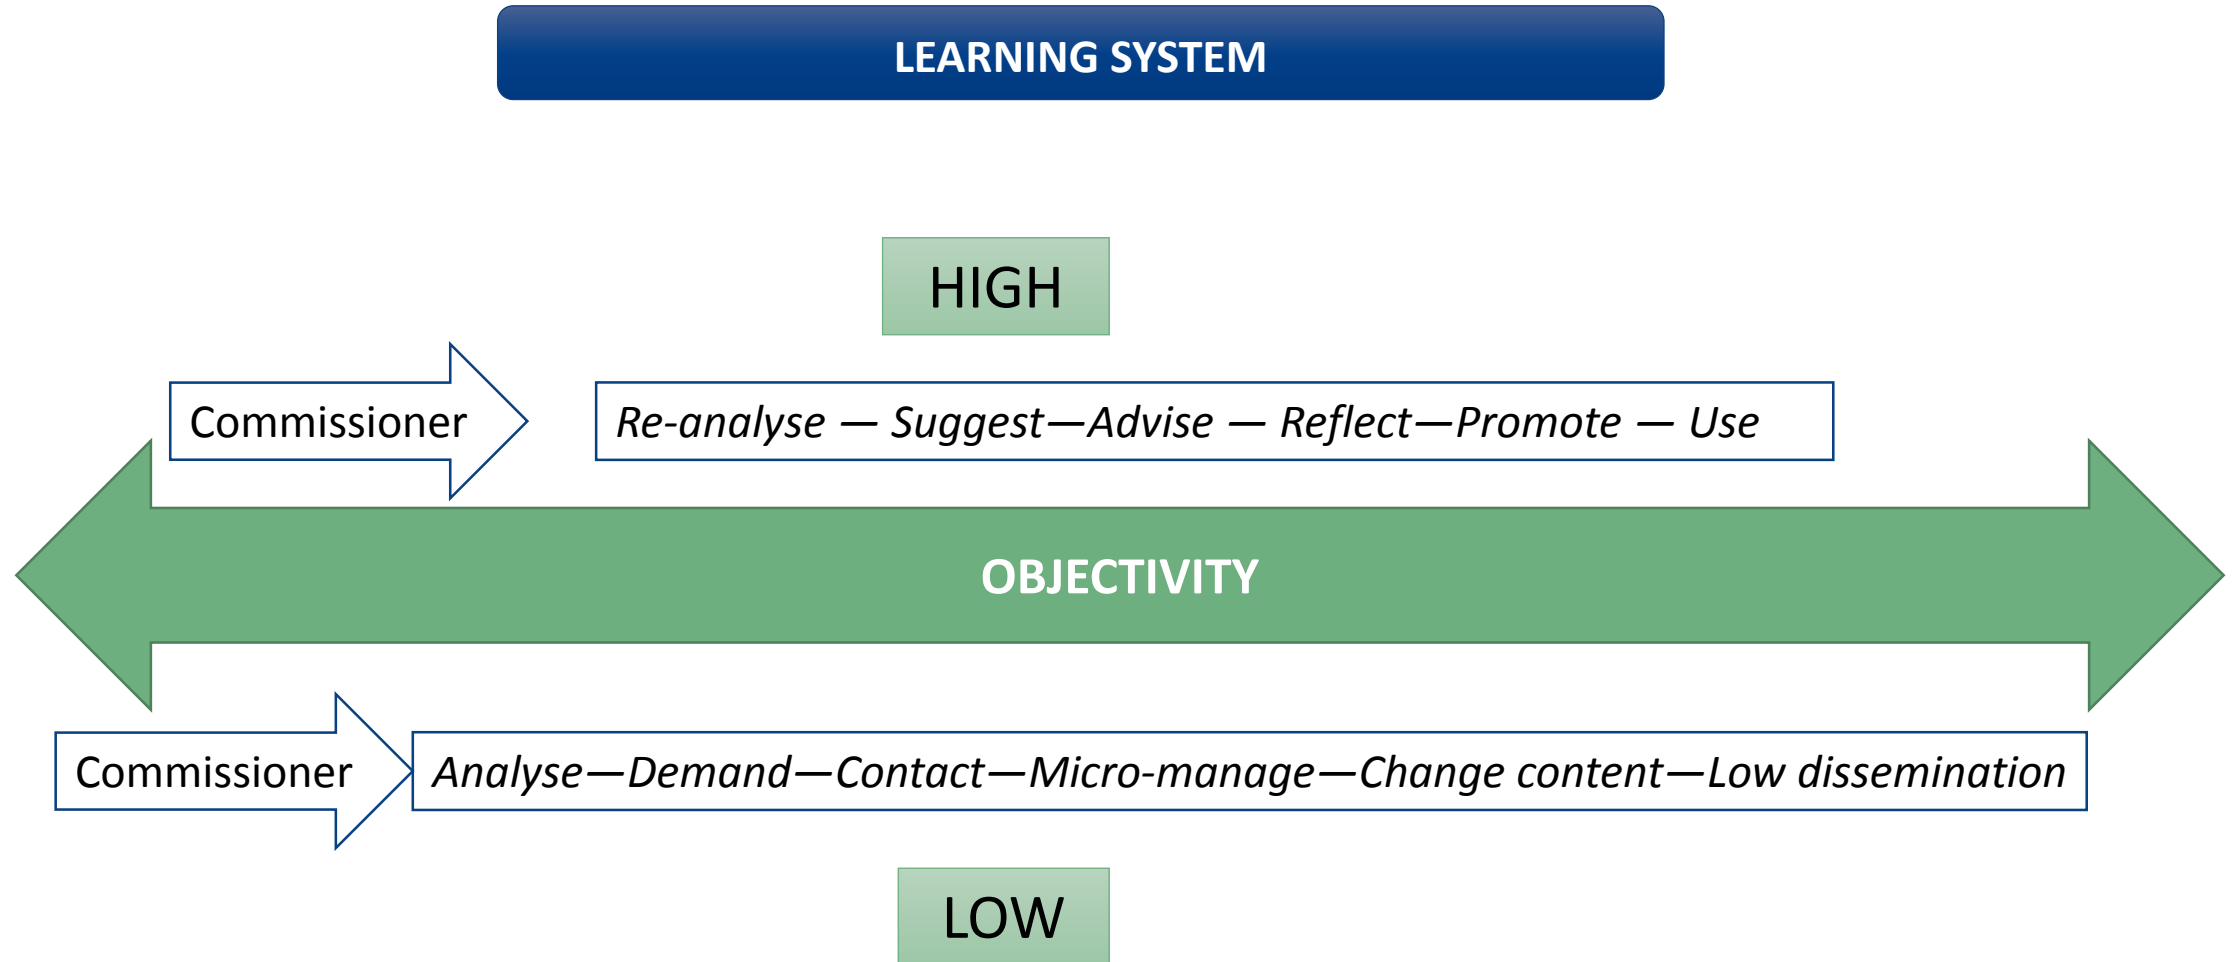 LEARNING SYSTEM
HIGH
Commissioner
Re-analyse — Suggest—Advise — Reflect—Promote — Use
OBJECTIVITY
Commissioner
Analyse—Demand—Contact—Micro-manage—Change content—Low dissemination
LOW